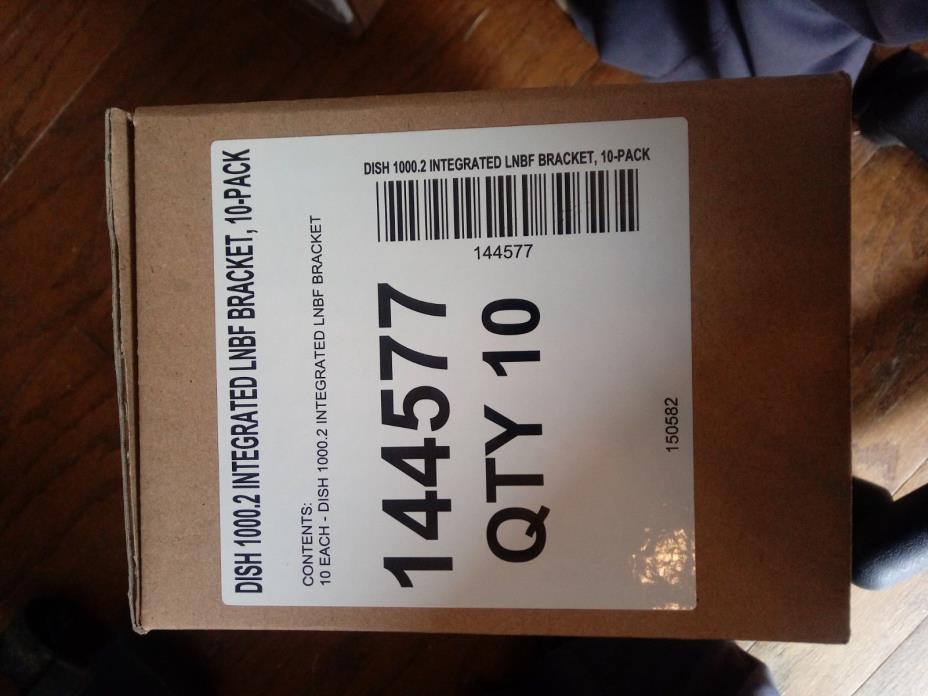 DISH 1000.2 INTEGRATED LNBF BRACKET, 10-PACK
CONTENTS:
10 EACH - DISH 1000.2 INTEGRATED LNBF BRACKET
144577
QTY 10
DISH 1000.2 INTEGRATED LNBF BRACKET, 10-PACK
144577
150582